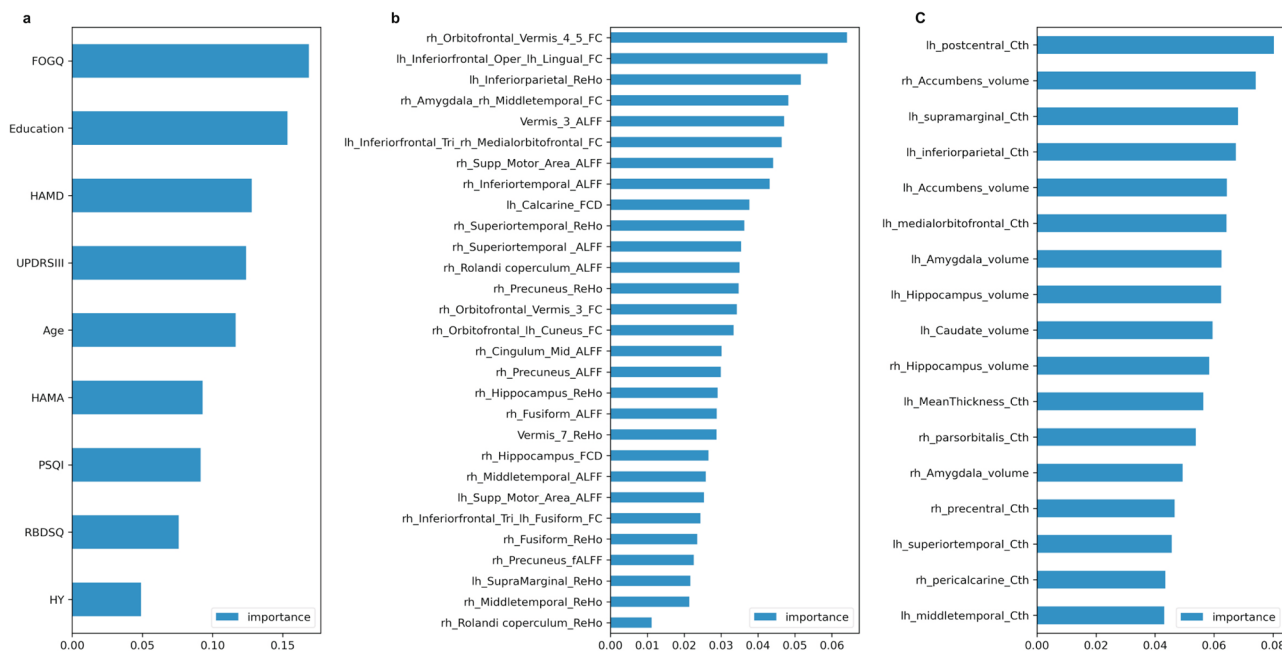 a
FOGQ
Education
HAMD
UPDRSIII
Age
HAMA
PSQI
RBDSQ
HY
importance
0.00 0.05 0.10 0.15
b
rh_Orbitofrontal_Vermis_4_5_FC
lh_Inferiorfrontal_Oper_lh_Lingual_FC
lh_Inferiorparietal_ReHo
rh_Amygdala_rh_Middletemporal_FC
Vermis_3_ALFF
lh_Inferiorfrontal_Tri_rh_Medialorbitofrontal_FC
rh_Supp_Motor_Area_ALFF
rh_Inferiortemporal_ALFF
lh_Calcarine_FCD
rh_Superiortemporal_ReHo
rh_Superiortemporal _ALFF
rh_Rolandi coperculum_ALFF
rh_Precuneus_ReHo
rh_Orbitofrontal_Vermis_3_FC
rh_Orbitofrontal_lh_Cuneus_FC
rh_Cingulum_Mid_ALFF
rh_Precuneus_ALFF
rh_Hippocampus_ReHo
rh_Fusiform_ALFF
Vermis_7_ReHo
rh_Hippocampus_FCD
rh_Middletemporal_ALFF
lh_Supp_Motor_Area_ALFF
rh_Inferiorfrontal_Tri_lh_Fusiform_FC
rh_Fusiform_ReHo
rh_Precuneus_fALFF
lh_SupraMarginal_ReHo
rh_Middletemporal_ReHo
rh_Rolandi coperculum_ReHo
importance
0.00 0.01 0.02 0.03 0.04 0.05 0.06
C
lh_postcentral_Cth
rh_Accumbens_volume
lh_supramarginal_Cth
lh_inferiorparietal_Cth
lh_Accumbens_volume
lh_medialorbitofrontal_Cth
lh_Amygdala_volume
lh_Hippocampus_volume
lh_Caudate_volume
rh_Hippocampus_volume
lh_MeanThickness_Cth
rh_parsorbitalis_Cth
rh_Amygdala_volume
rh_precentral_Cth
lh_superiortemporal_Cth
rh_pericalcarine_Cth
lh_middletemporal_Cth
importance
0.00 0.02 0.04 0.06 0.08